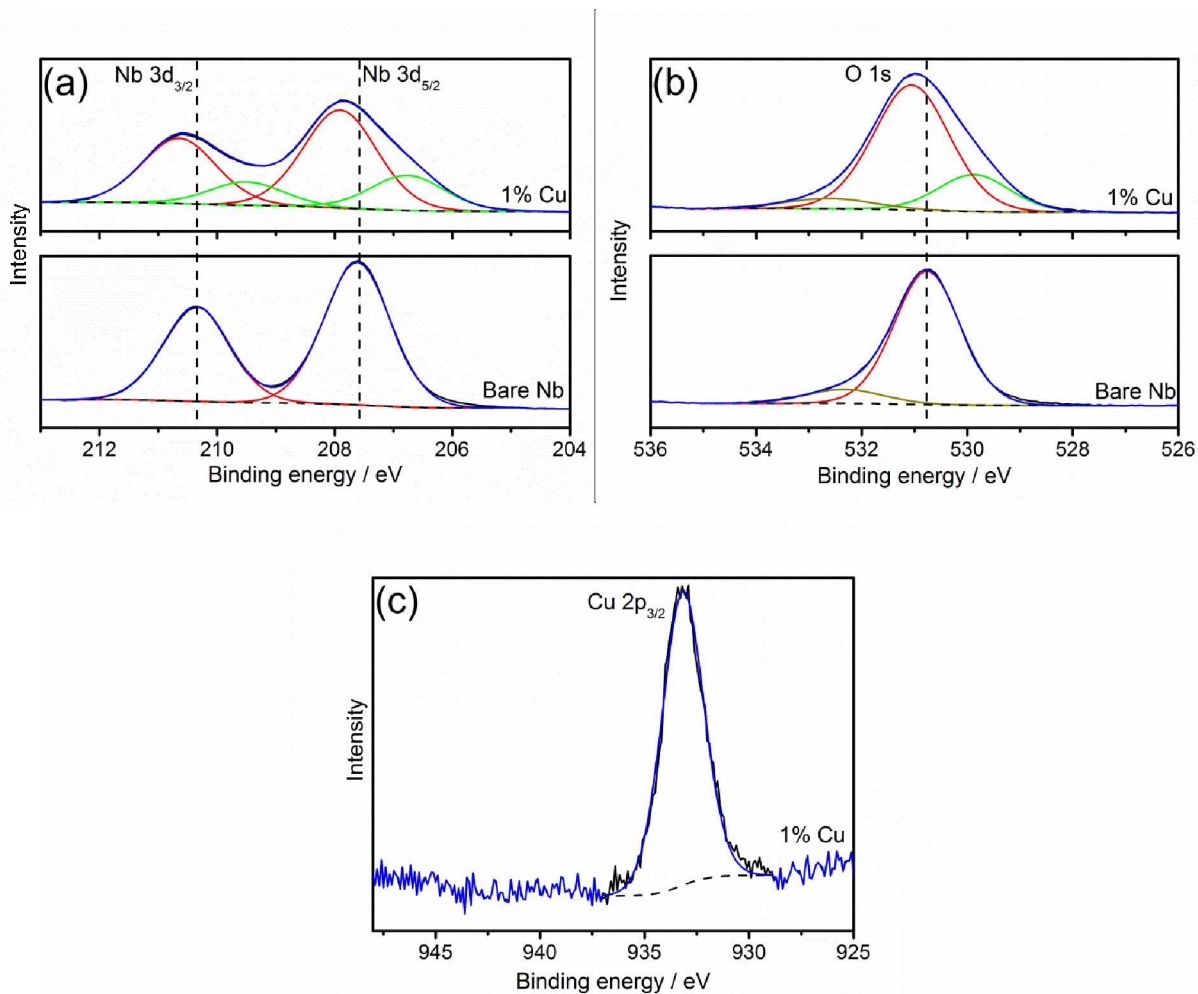 (a)
Nb 3d3/2
Nb 3d5/2
1% Cu
Bare Nb
Intensity
212 210 208 206 204
Binding energy / eV
(b)
O 1s
1% Cu
Bare Nb
Intensity
536 534 532 530 528 526
Binding energy / eV
(c)
Cu 2p3/2
1% Cu
Intensity
945 940 935 930 925
Binding energy / eV